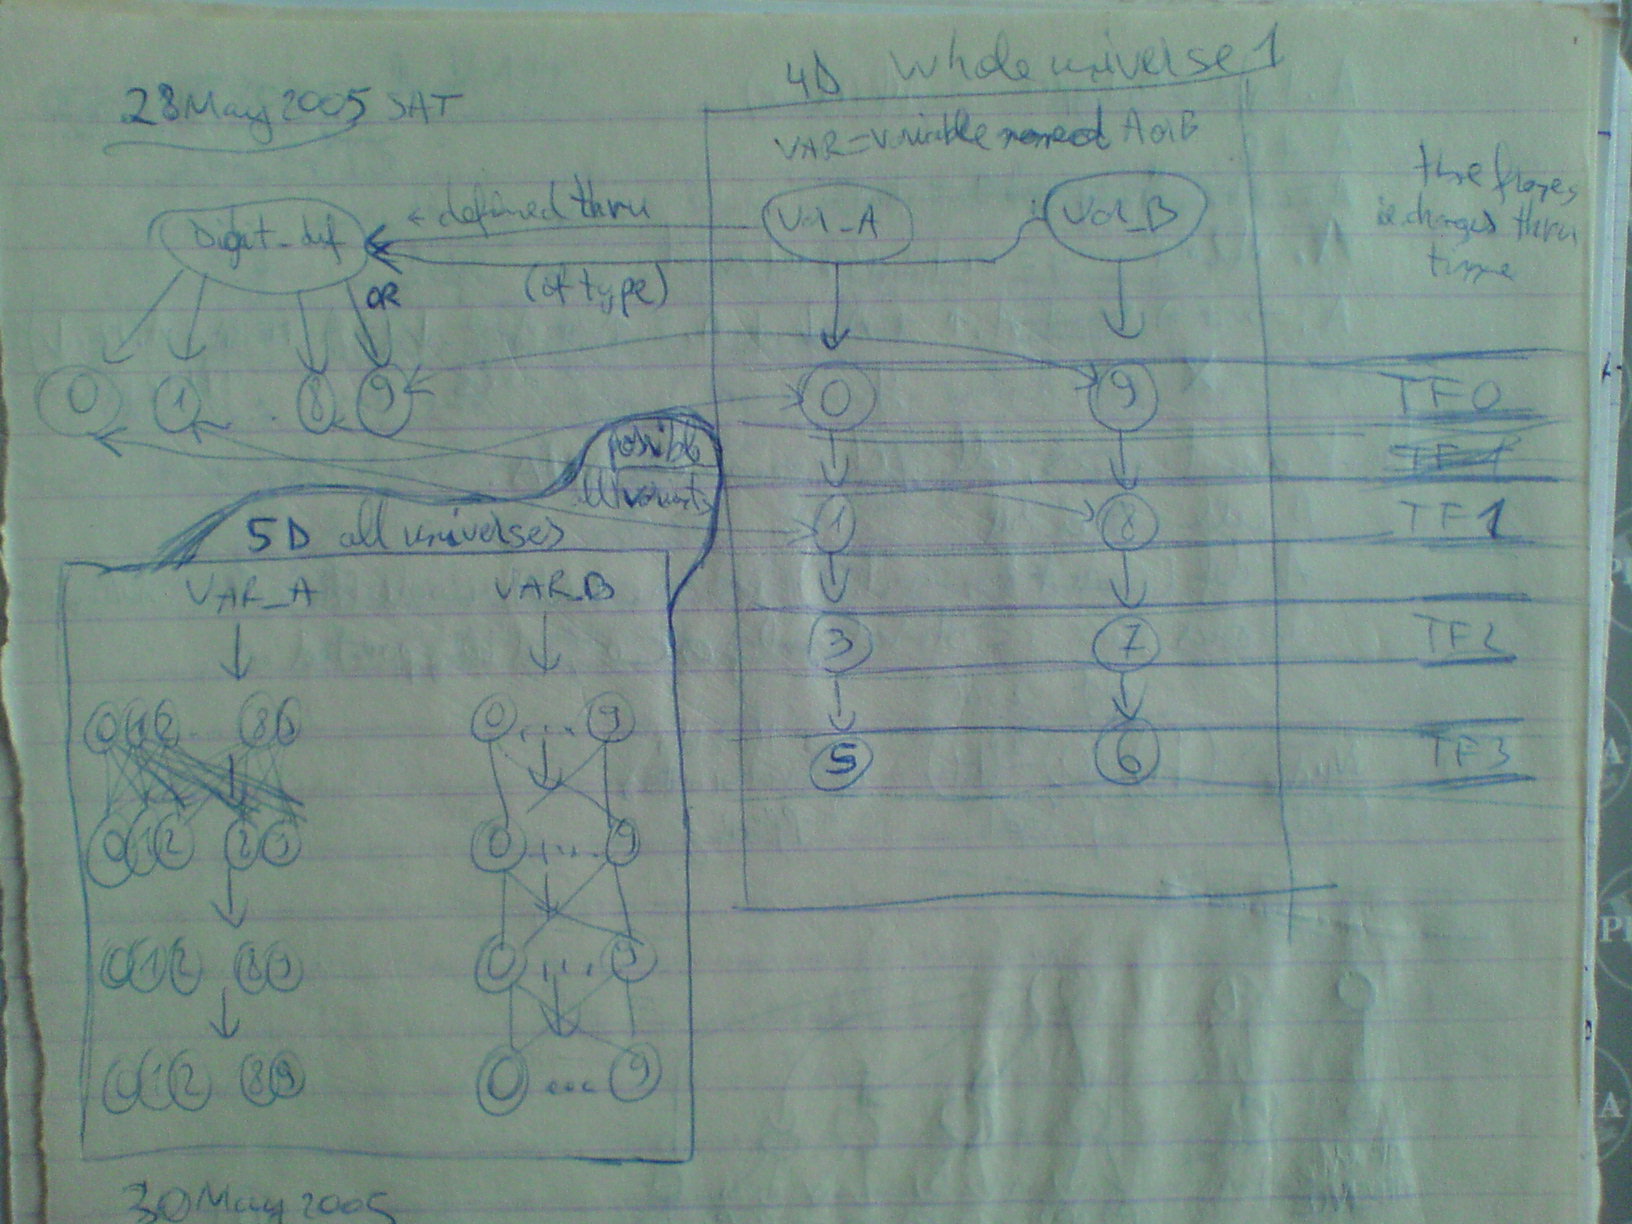 28 May 2005 SAT
4D Whole universe 1
VAR=variable named A or B
time frames
ie changes thru
time
Digit_def
< defined thru
Var_A
Var_B
OR
(of type)
0 1 . . 8 9
0 9 TF0
TF1
1 8 TF1
3 7 TF2
5 6 TF3
possible
All variants
5D all universes
VAR_A VAR_B
0 1 2 . . 8 9 0 . . . 9
0 1 2 8 9 0 . . . . 9
0 1 2 8 9 0 . . . 9
0 1 2 8 9 0 . . . 9
30 May 2005